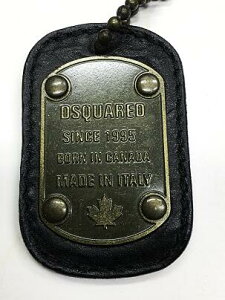 DSQUARED
SINCE 1995
BORN IN CANADA
MADE IN ITALY